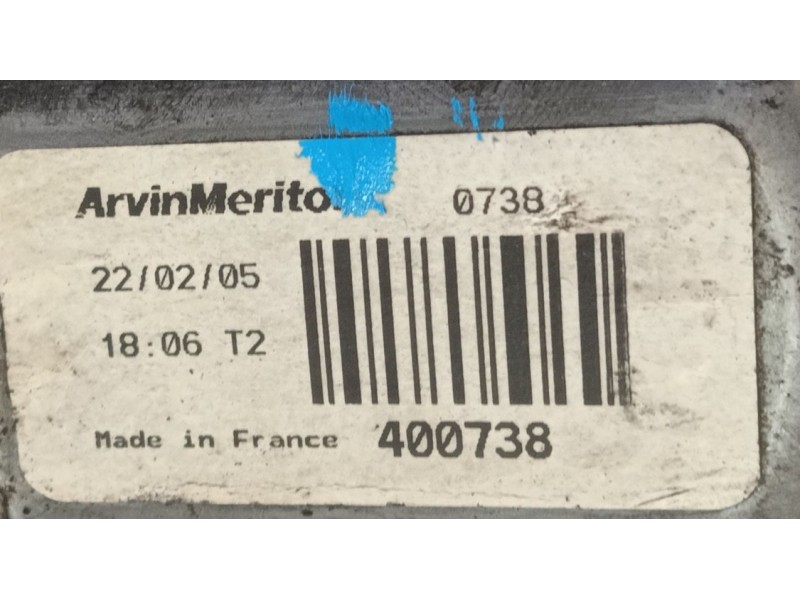 ArvinMerito 0738
22/02/05
18:06 T2
Made in France 400738